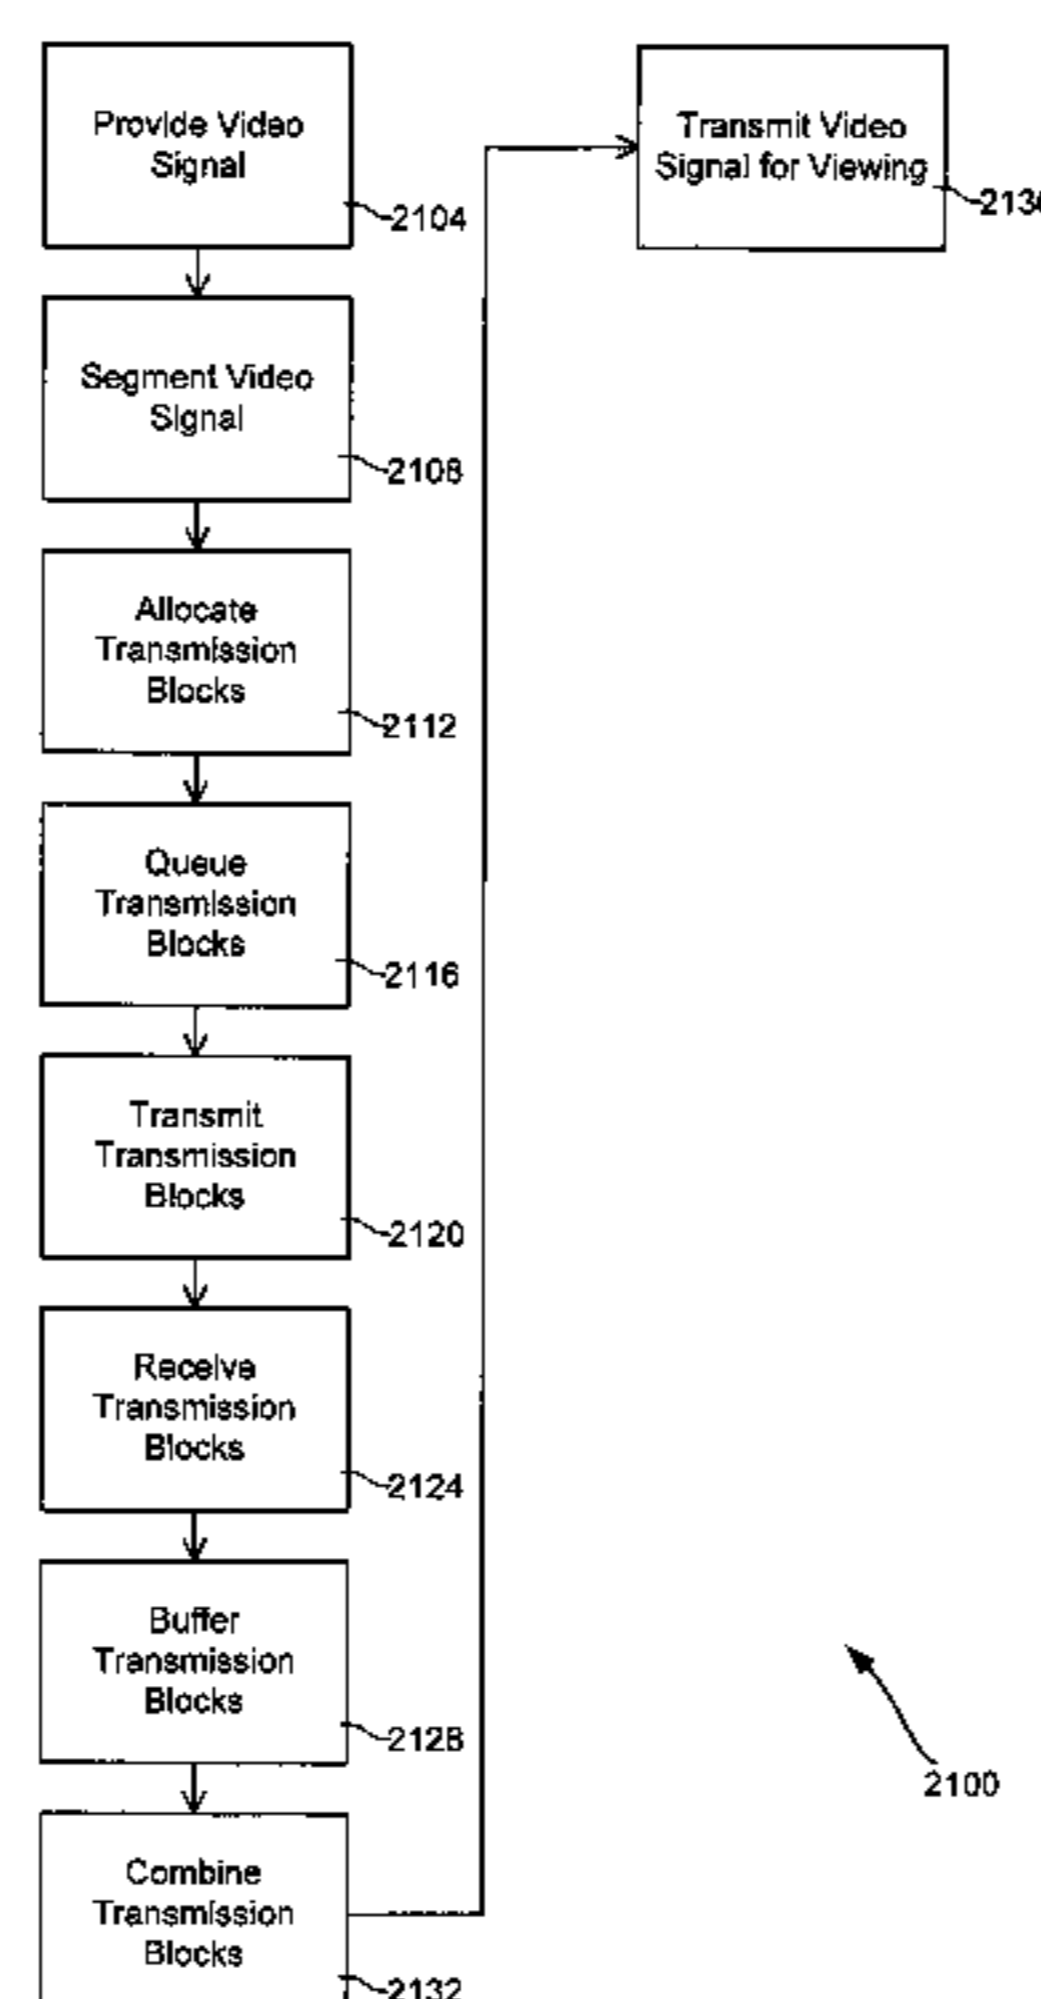 Provide Video
Signal
2104
Segment Video
Signal
2108
Allocate
Transmission
Blocks
2112
Queue
Transmission
Blocks
2116
Transmit
Transmission
Blocks
2120
Receive
Transmission
Blocks
2124
Buffer
Transmission
Blocks
2128
Combine
Transmission
Blocks
2132
Transmit Video
Signal for Viewing
2100